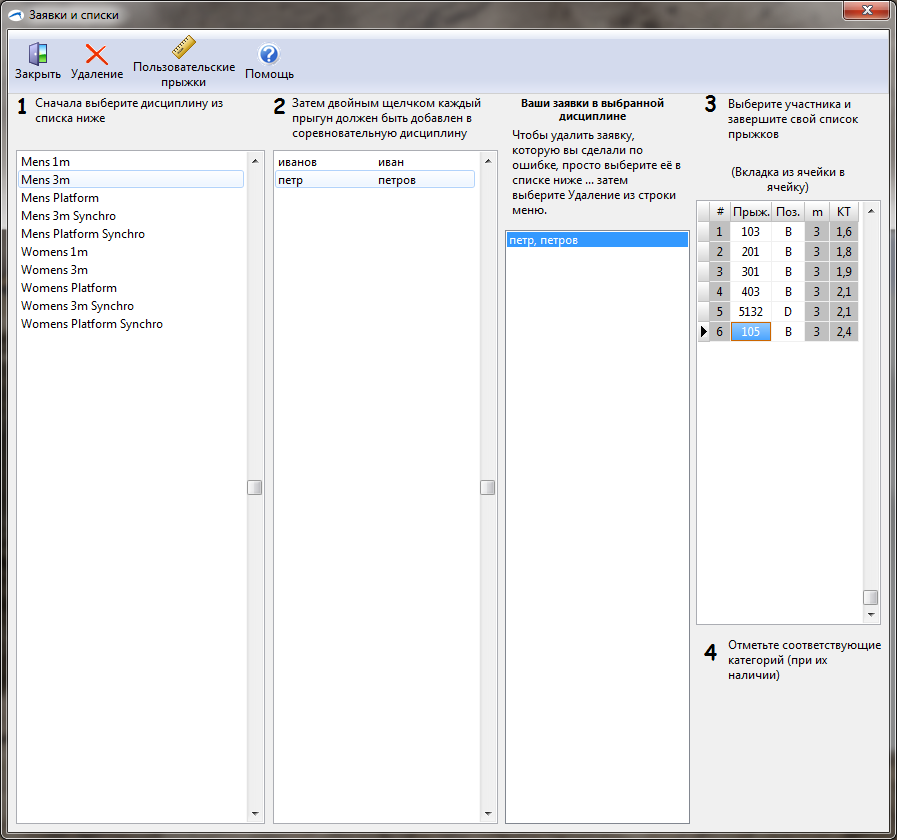 Заявки и списки
Закрыть
Удаление
Пользовательские
прыжки
Помощь
1 Сначала выберите дисциплину из
списка ниже
Mens 1m
Mens 3m
Mens Platform
Mens 3m Synchro
Mens Platform Synchro
Womens 1m
Womens 3m
Womens Platform
Womens 3m Synchro
Womens Platform Synchro
2 Затем двойным щелчком каждый
прыгун должен быть добавлен в
соревновательную дисциплину
иванов иван
петр петров
Ваши заявки в выбранной
дисциплине
Чтобы удалить заявку,
которую вы сделали по
ошибке, просто выберите её в
списке ниже ... затем
выберите Удаление из строки
меню.
петр, петров
3 Выберите участника и
завершите свой список
прыжков
(Вкладка из ячейки в
ячейку)
# Прыж. Поз. m КТ
1 103 B 3 1,6
2 201 B 3 1,8
3 301 B 3 1,9
4 403 B 3 2,1
5 5132 D 3 2,1
6 105 B 3 2,4
4 Отметьте соответствующие
категорий (при их
наличии)